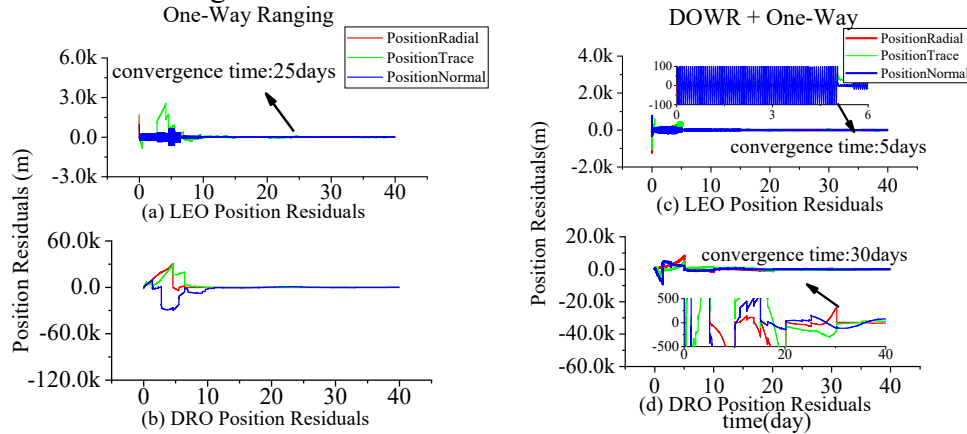 One-Way Ranging
DOWR + One-Way
PositionRadial
PositionTrace
PositionNormal
6.0k
3.0k
0.0
-3.0k
convergence time:25days
0 10 20 30 40
(a) LEO Position Residuals
PositionRadial
PositionTrace
PositionNormal
4.0k
2.0k
0.0
-2.0k
100
0
-100
0 3 6
convergence time:5days
0 10 20 30 40
(c) LEO Position Residuals
Position Residuals (m)
60.0k
0.0
-60.0k
-120.0k
0 10 20 30 40
(b) DRO Position Residuals
Position Residuals(m)
20.0k
0.0
-20.0k
-40.0k
-60.0k
convergence time:30days
500
0
-500
0 10 20 30 40
0 10 20 30 40
(d) DRO Position Residuals
time(day)